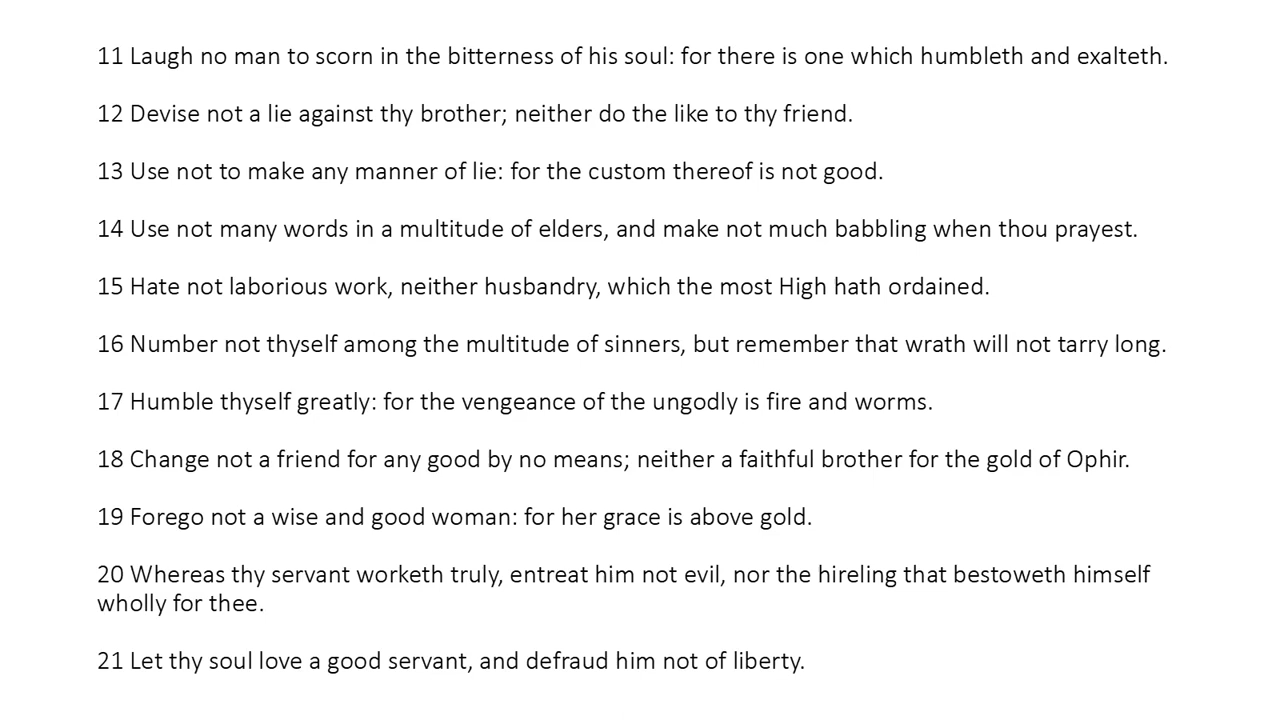 11 Laugh no man to scorn in the bitterness of his soul: for there is one which humbleth and exalteth.
12 Devise not a lie against thy brother; neither do the like to thy friend.
13 Use not to make any manner of lie: for the custom thereof is not good.
14 Use not many words in a multitude of elders, and make not much babbling when thou prayest.
15 Hate not laborious work, neither husbandry, which the most High hath ordained.
16 Number not thyself among the multitude of sinners, but remember that wrath will not tarry long.
17 Humble thyself greatly: for the vengeance of the ungodly is fire and worms.
18 Change not a friend for any good by no means; neither a faithful brother for the gold of Ophir.
19 Forego not a wise and good woman: for her grace is above gold.
20 Whereas thy servant worketh truly, entreat him not evil, nor the hireling that bestoweth himself
wholly for thee.
21 Let thy soul love a good servant, and defraud him not of liberty.